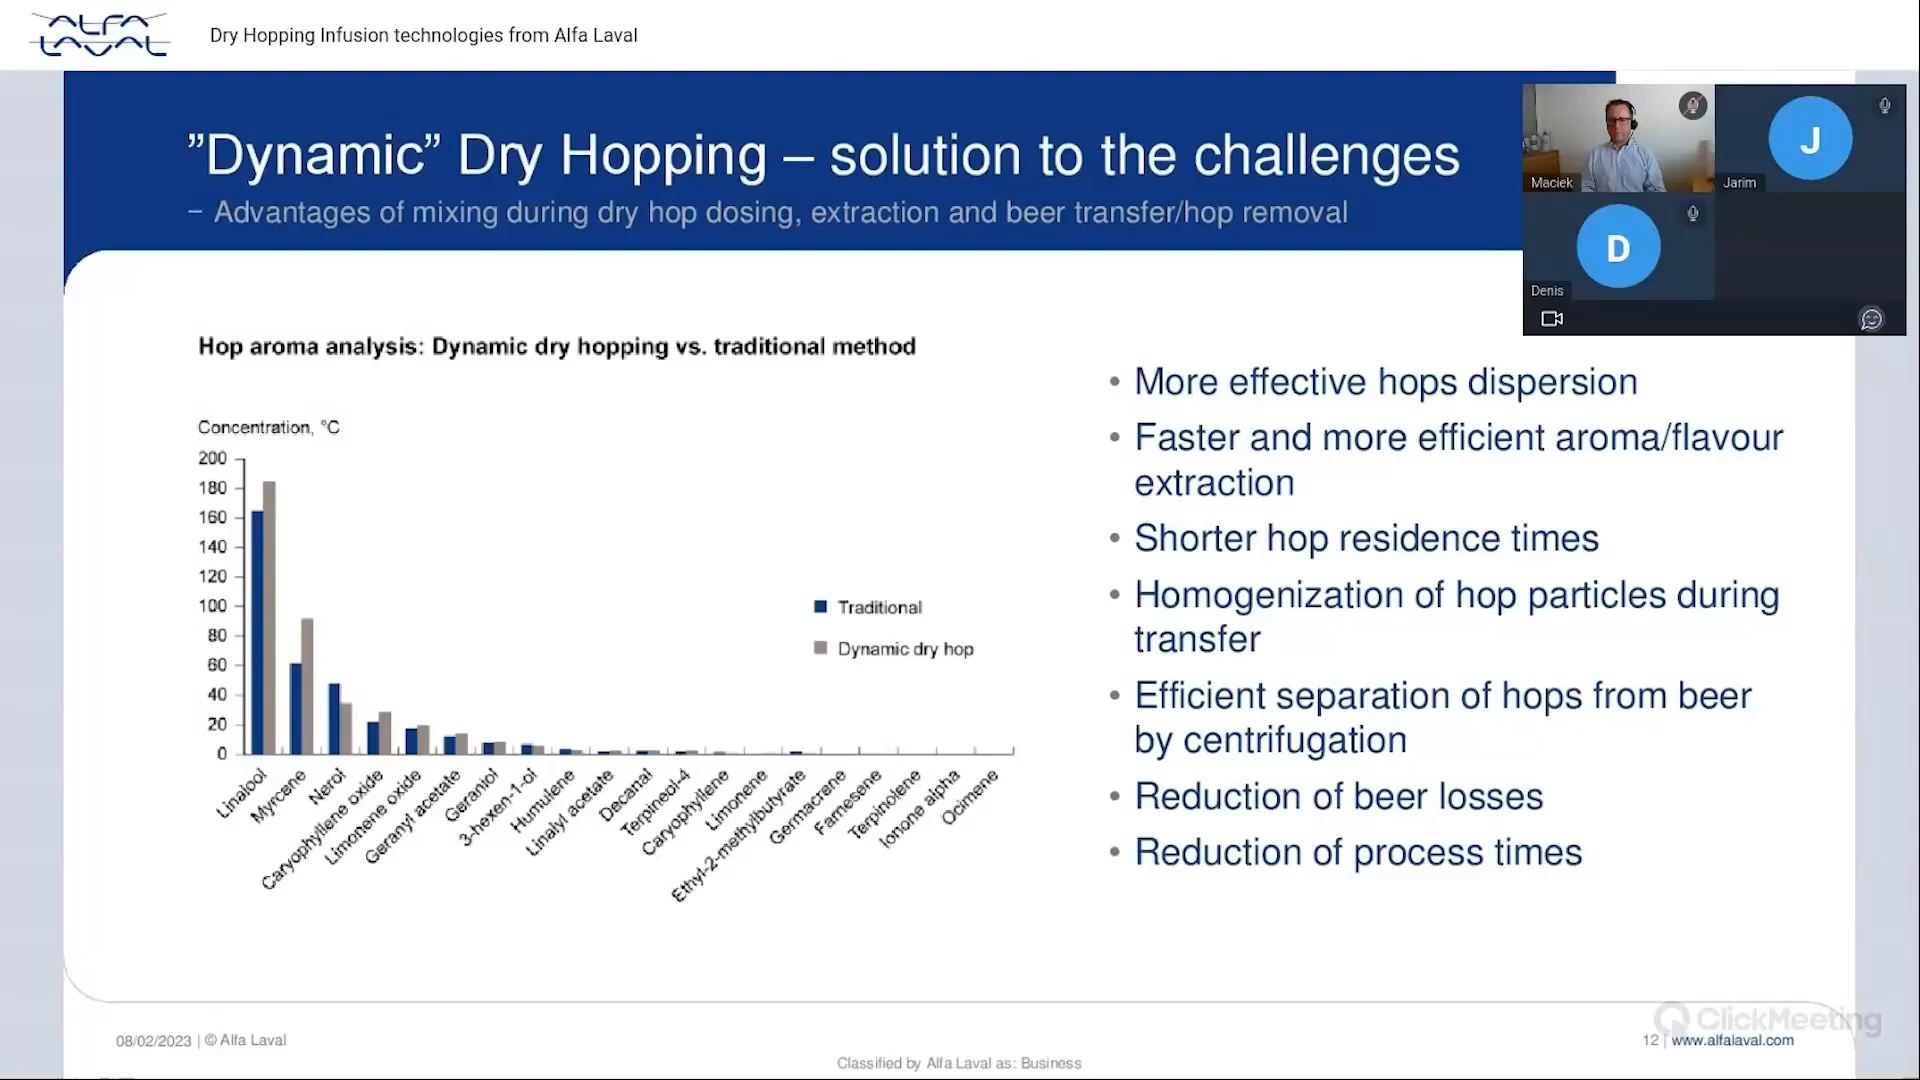 ALFA
LAVAL
Dry Hopping Infusion technologies from Alfa Laval
”Dynamic” Dry Hopping – solution to the challenges
– Advantages of mixing during dry hop dosing, extraction and beer transfer/hop removal
Maciek
J
Jarim
D
Denis
Hop aroma analysis: Dynamic dry hopping vs. traditional method
Concentration, °C
200
180
160
140
120
100
80
60
40
20
0
Traditional
Dynamic dry hop
Linalool
Myrcene
Nerol
Caryophyllene oxide
Limonene oxide
Geranyl acetate
Geraniol
3-hexen-1-ol
Humulene
Linalyl acetate
Decanal
Terpineol-4
Caryophyllene
Limonene
Ethyl-2-methylbutyrate
Germacrene
Farnesene
Terpinolene
Ionone alpha
Ocimene
• More effective hops dispersion
• Faster and more efficient aroma/flavour
extraction
• Shorter hop residence times
• Homogenization of hop particles during
transfer
• Efficient separation of hops from beer
by centrifugation
• Reduction of beer losses
• Reduction of process times
ClickMeeting
08/02/2023 | © Alfa Laval
12 | www.alfalaval.com
Classified by Alfa Laval as: Business